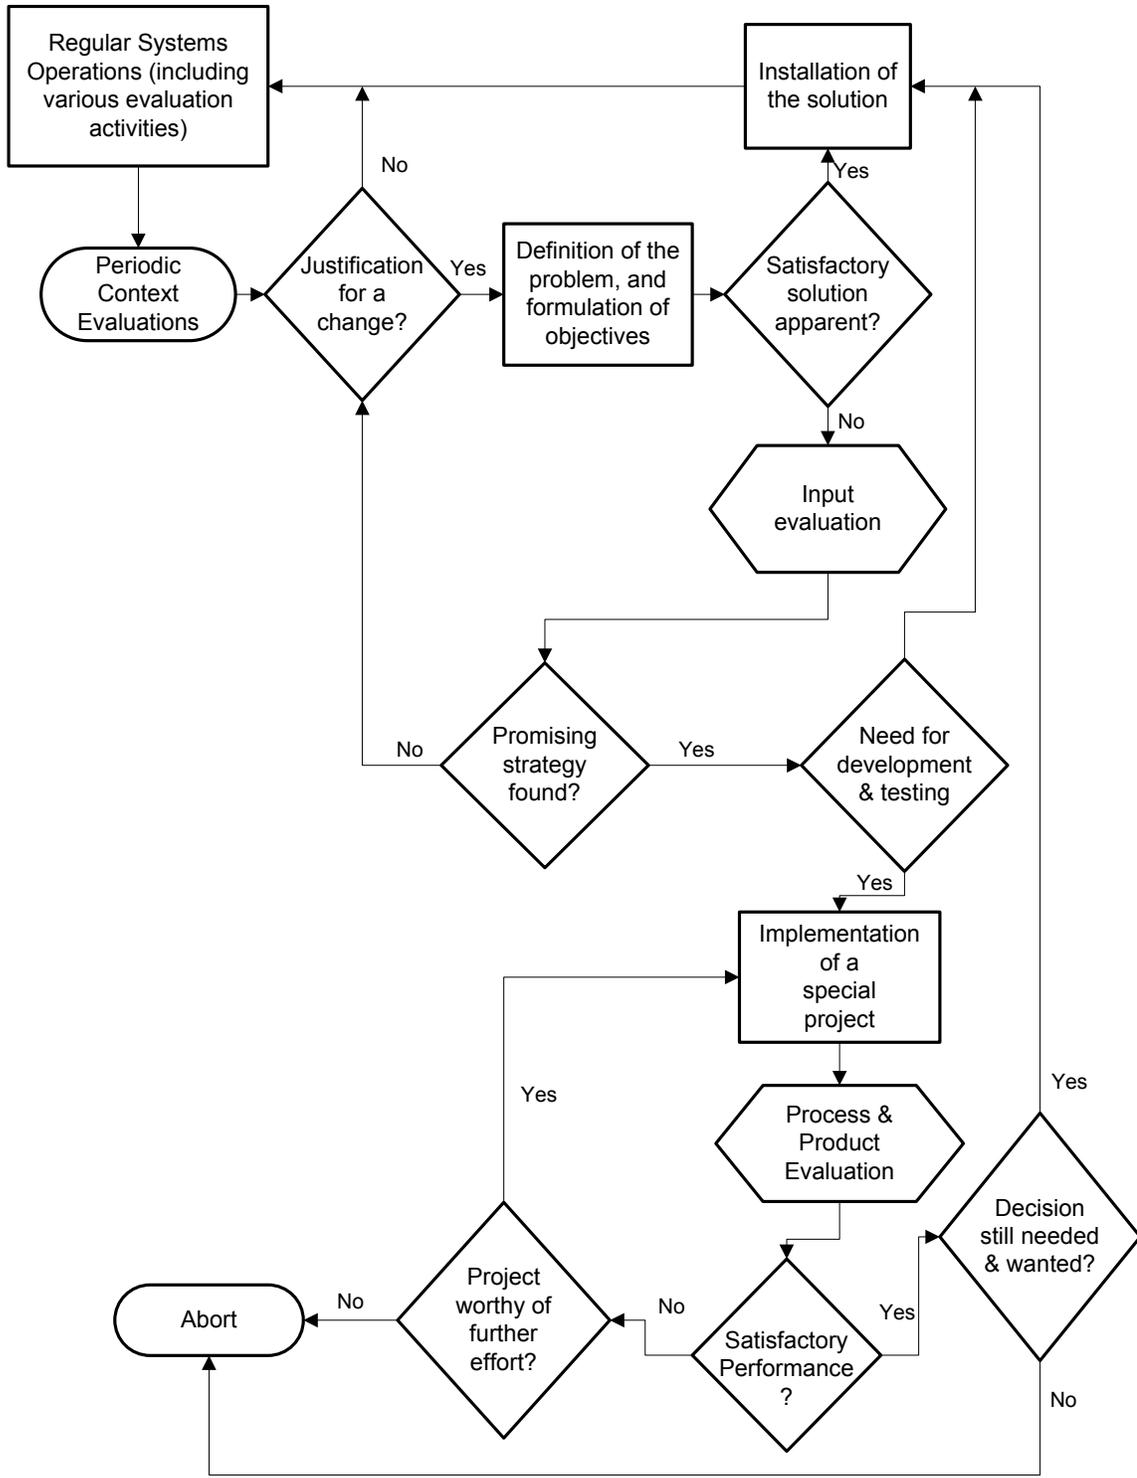 Regular Systems
Operations (including
various evaluation
activities)
Installation of
the solution
No
Yes
Periodic
Context
Evaluations
Justification
for a
change?
Yes
Definition of the
problem, and
formulation of
objectives
Satisfactory
solution
apparent?
No
Input
evaluation
No
Promising
strategy
found?
Yes
Need for
development
& testing
Yes
Implementation
of a
special
project
Yes
Yes
Process &
Product
Evaluation
Decision
still needed
& wanted?
Abort
No
Project
worthy of
further
effort?
No
Satisfactory
Performance
?
Yes
No